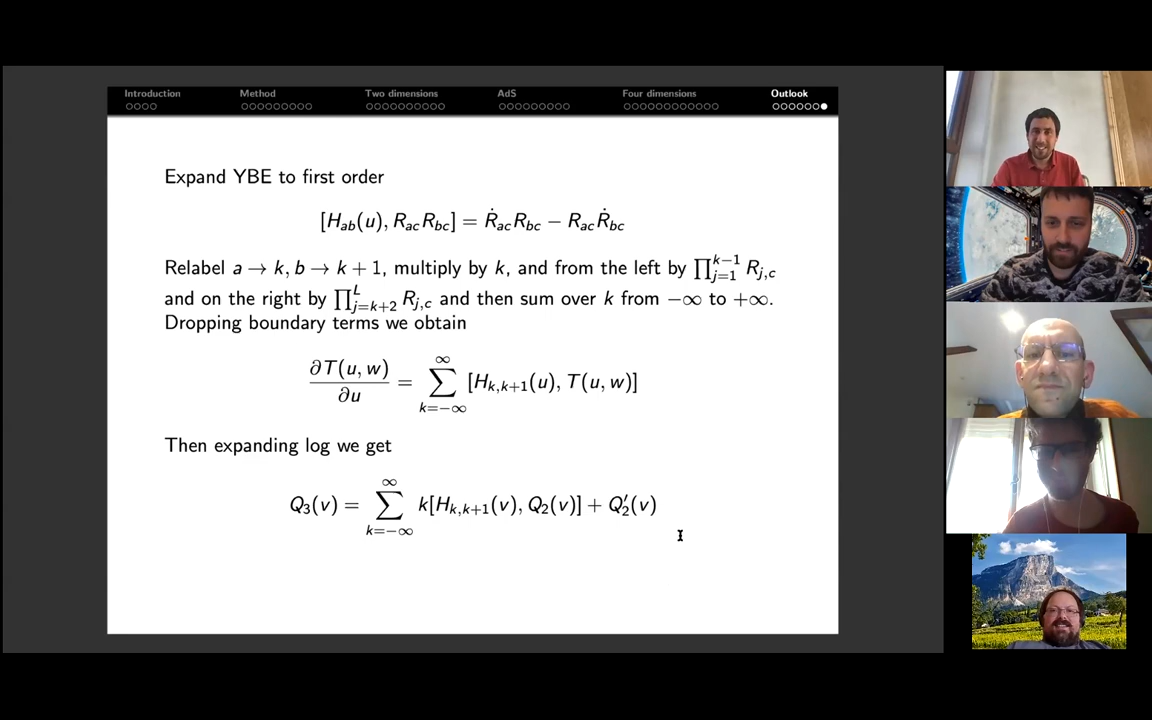 Introduction Method Two dimensions AdS Four dimensions Outlook
Expand YBE to first order
[H_{ab}(u), R_{ac}R_{bc}] = Ṙ_{ac}R_{bc} − R_{ac}Ṙ_{bc}
Relabel a → k, b → k + 1, multiply by k, and from the left by ∏_{j=1}^{k−1} R_{j,c}
and on the right by ∏_{j=k+2}^{L} R_{j,c} and then sum over k from −∞ to +∞.
Dropping boundary terms we obtain
∂T(u, w)/∂u = ∑_{k=−∞}^{∞} [H_{k,k+1}(u), T(u, w)]
Then expanding log we get
Q_3(v) = ∑_{k=−∞}^{∞} k[H_{k,k+1}(v), Q_2(v)] + Q′_2(v)